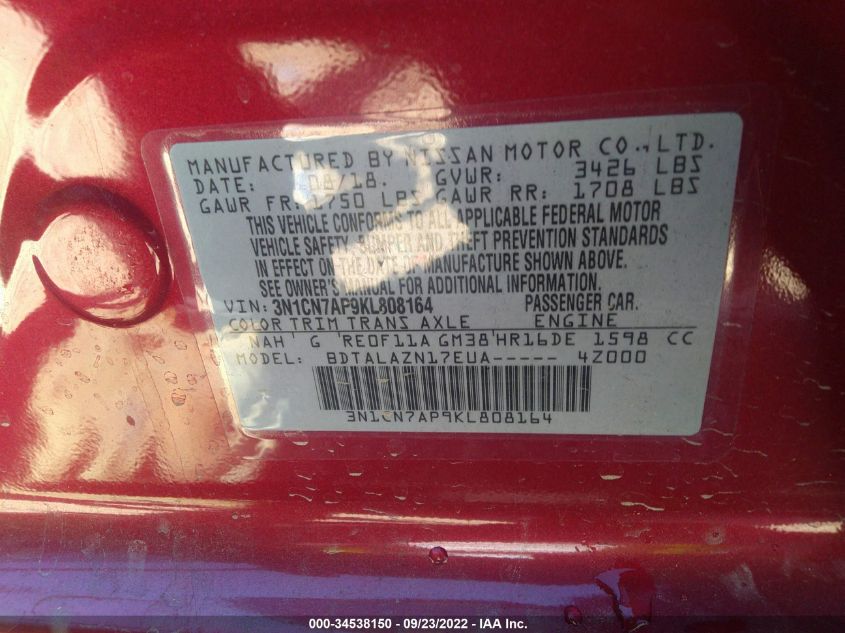 MANUFACTURED BY NISSAN MOTOR CO.,LTD.
DATE: 08/18. GVWR: 3426 LBS
GAWR FR: 1750 LBS GAWR RR: 1708 LBS
THIS VEHICLE CONFORMS TO ALL APPLICABLE FEDERAL MOTOR
VEHICLE SAFETY, BUMPER AND THEFT PREVENTION STANDARDS
IN EFFECT ON THE DATE OF MANUFACTURE SHOWN ABOVE.
SEE OWNER'S MANUAL FOR ADDITIONAL INFORMATION.
VIN: 3N1CN7AP9KL808164 PASSENGER CAR.
COLOR TRIM TRANS AXLE ENGINE
NAH G RE0F11A GM38 HR16DE 1598 CC
MODEL: BDTALAZN17EUA----- 4Z000
3N1CN7AP9KL808164
000-34538150 - 09/23/2022 - IAA Inc.